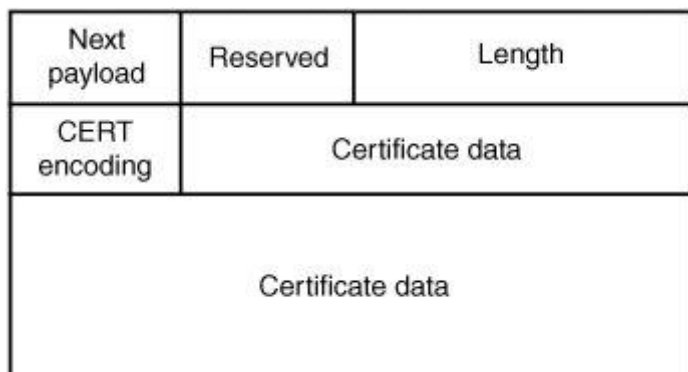 Next
payload
Reserved
Length
CERT
encoding
Certificate data
Certificate data